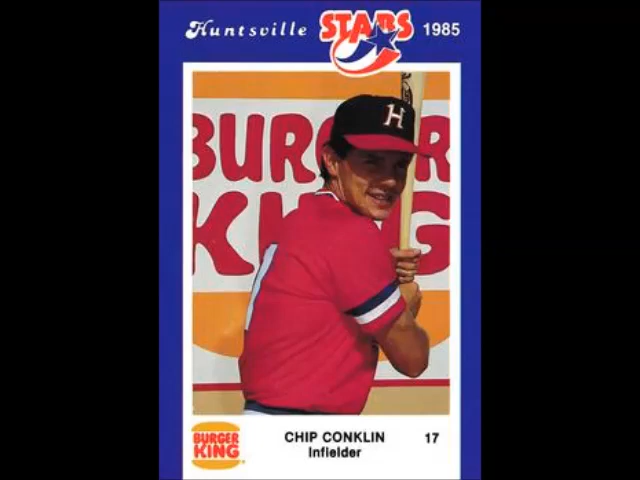 Huntsville STARS 1985
BURGER
KING
H
BURGER
KING
CHIP CONKLIN 17
Infielder